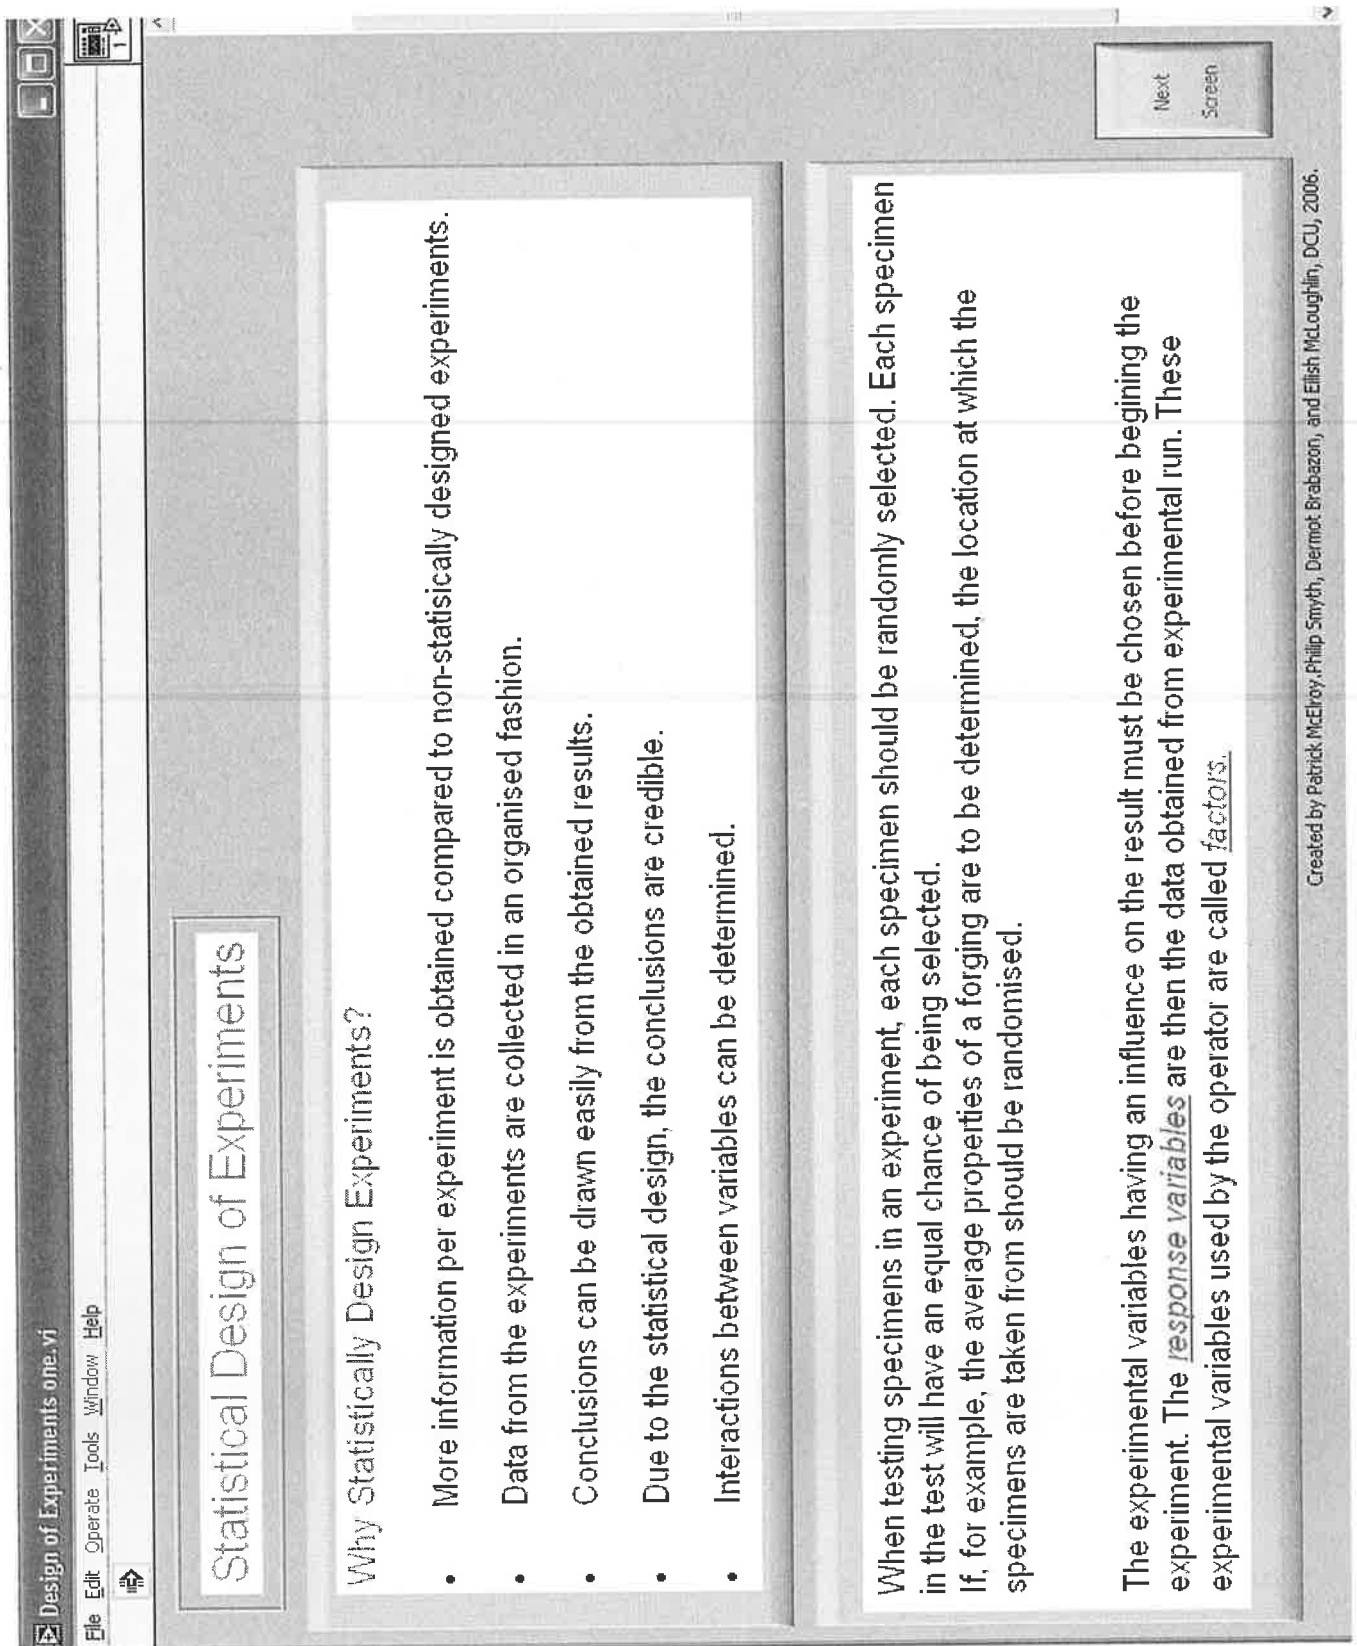 Design of Experiments one.vi
File Edit Operate Tools Window Help
1
Statistical Design of Experiments
Why Statistically Design Experiments?
• More information per experiment is obtained compared to non-statisically designed experiments.
• Data from the experiments are collected in an organised fashion.
• Conclusions can be drawn easily from the obtained results.
• Due to the statistical design, the conclusions are credible.
• Interactions between variables can be determined.
When testing specimens in an experiment, each specimen should be randomly selected. Each specimen
in the test will have an equal chance of being selected.
If, for example, the average properties of a forging are to be determined, the location at which the
specimens are taken from should be randomised.
The experimental variables having an influence on the result must be chosen before begining the
experiment. The response variables are then the data obtained from experimental run. These
experimental variables used by the operator are called factors.
Next
Screen
Created by Patrick McElroy,Philip Smyth, Dermot Brabazon, and Eilish McLoughlin, DCU, 2006.